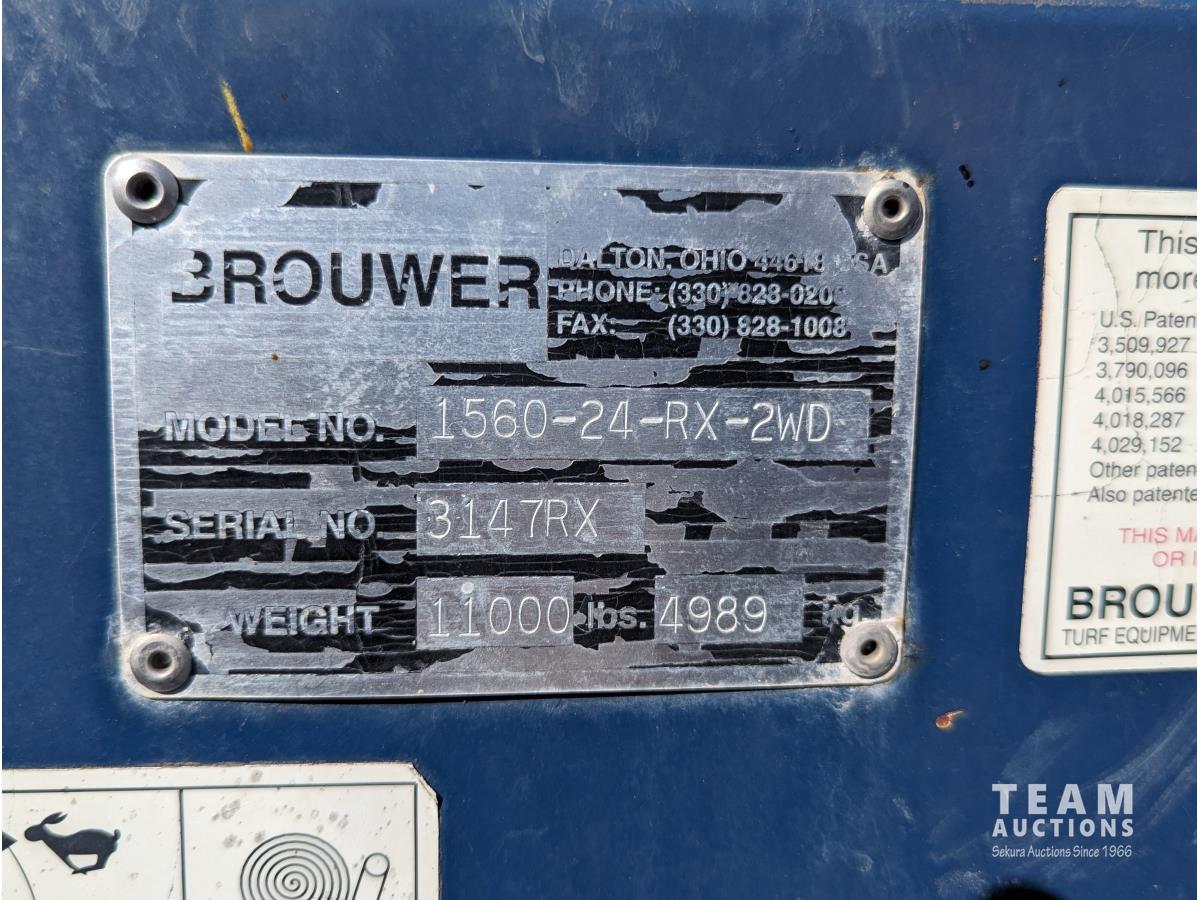 BROUWER
DALTON, OHIO 44618 USA
PHONE: (330) 828-020
FAX: (330) 828-1008
MODEL NO. 1560-24-RX-2WD
SERIAL NO. 3147RX
WEIGHT 11000 lbs. 4989 kg.
This
more
U.S. Paten
3,509,927
3,790,096
4,015,566
4,018,287
4,029,152
Other paten
Also patente
THIS MA
OR
BROU
TURF EQUIPME
TEAM
AUCTIONS
Sekura Auctions Since 1966